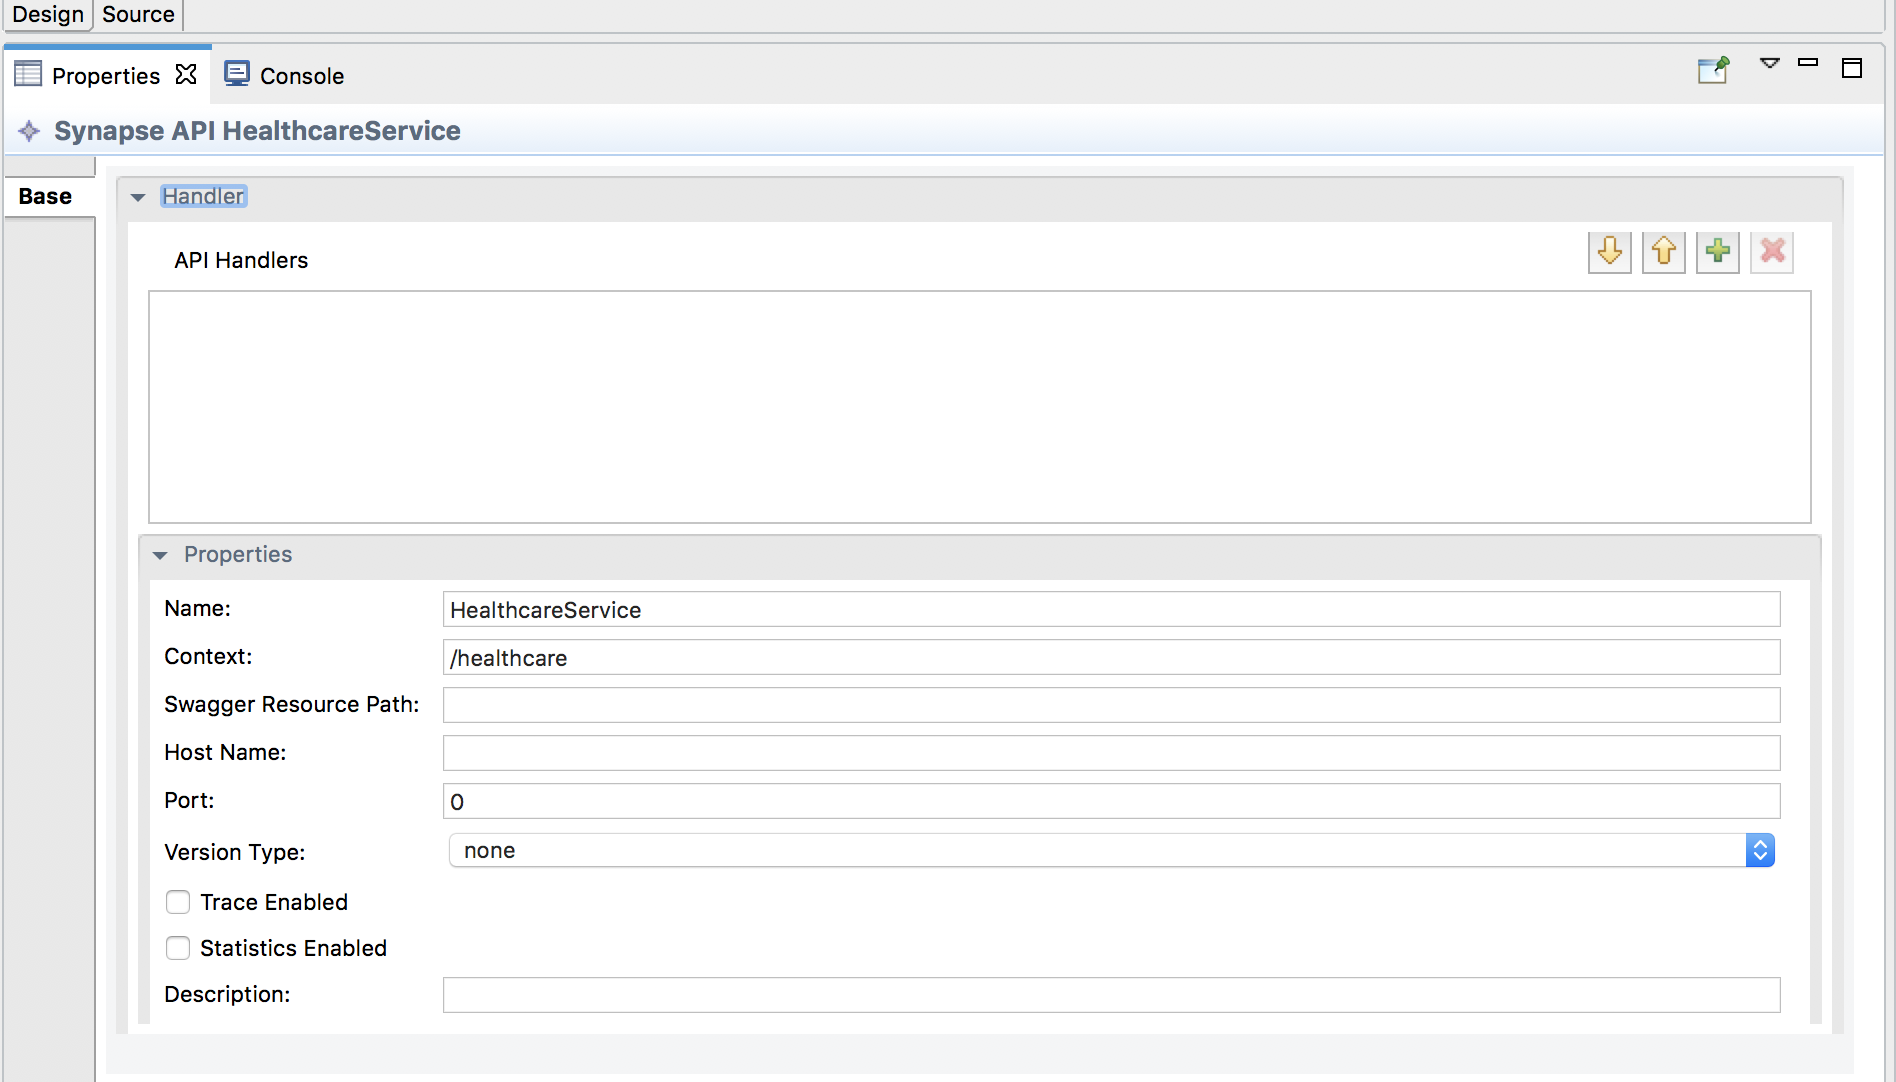 Design Source
Properties Console
Synapse API HealthcareService
Base
Handler
API Handlers
Properties
Name: HealthcareService
Context: /healthcare
Swagger Resource Path:
Host Name:
Port: 0
Version Type: none
Trace Enabled
Statistics Enabled
Description: